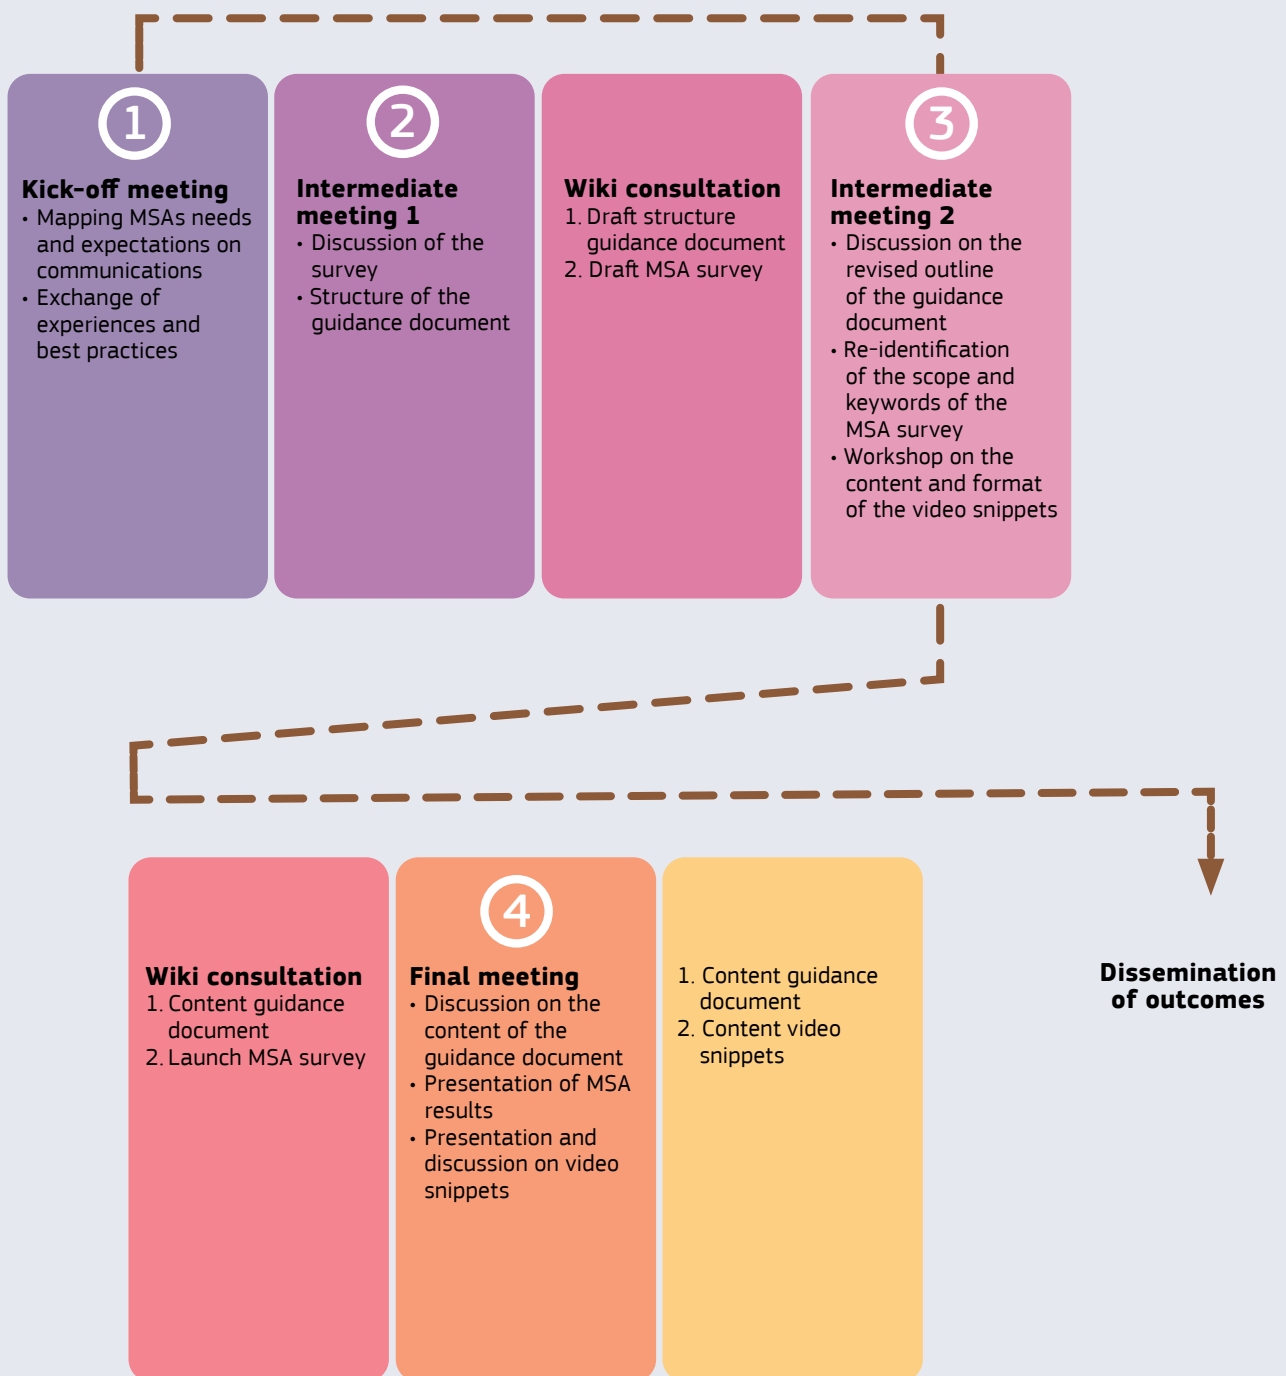 1
Kick-off meeting
• Mapping MSAs needs
and expectations on
communications
• Exchange of
experiences and
best practices
2
Intermediate
meeting 1
• Discussion of the
survey
• Structure of the
guidance document
Wiki consultation
1. Draft structure
guidance document
2. Draft MSA survey
3
Intermediate
meeting 2
• Discussion on the
revised outline
of the guidance
document
• Re-identification
of the scope and
keywords of the
MSA survey
• Workshop on the
content and format
of the video snippets
Wiki consultation
1. Content guidance
document
2. Launch MSA survey
4
Final meeting
• Discussion on the
content of the
guidance document
• Presentation of MSA
results
• Presentation and
discussion on video
snippets
1. Content guidance
document
2. Content video
snippets
Dissemination
of outcomes